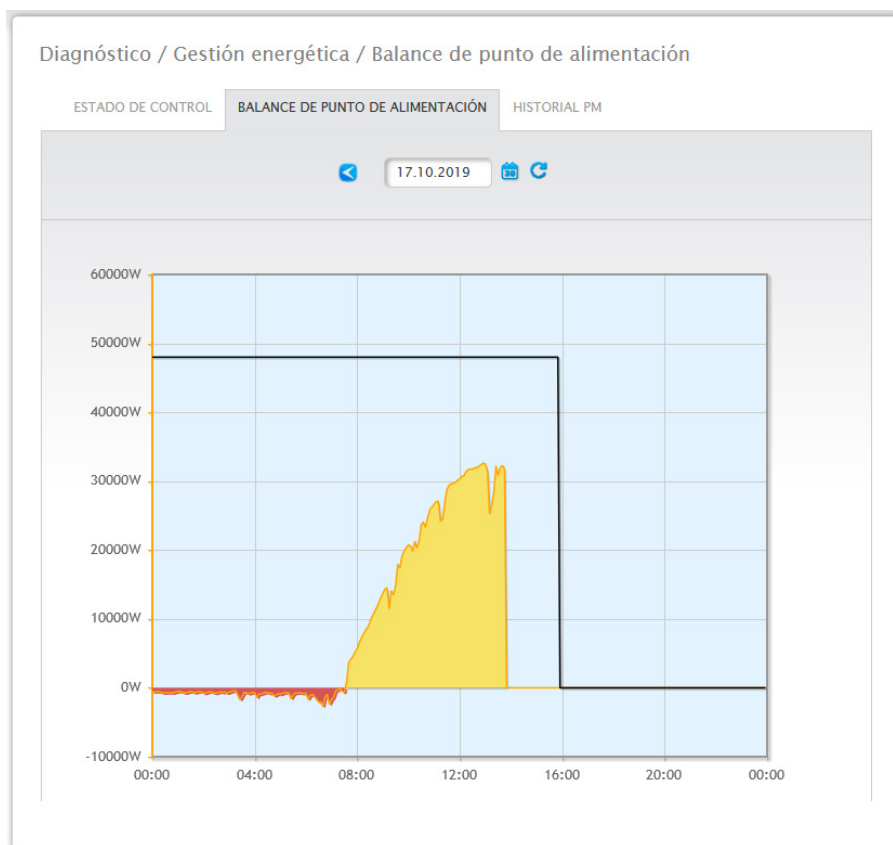 Diagnóstico / Gestión energética / Balance de punto de alimentación
ESTADO DE CONTROL BALANCE DE PUNTO DE ALIMENTACIÓN HISTORIAL PM
17.10.2019 30
60000W
50000W
40000W
30000W
20000W
10000W
0W
-10000W
00:00 04:00 08:00 12:00 16:00 20:00 00:00